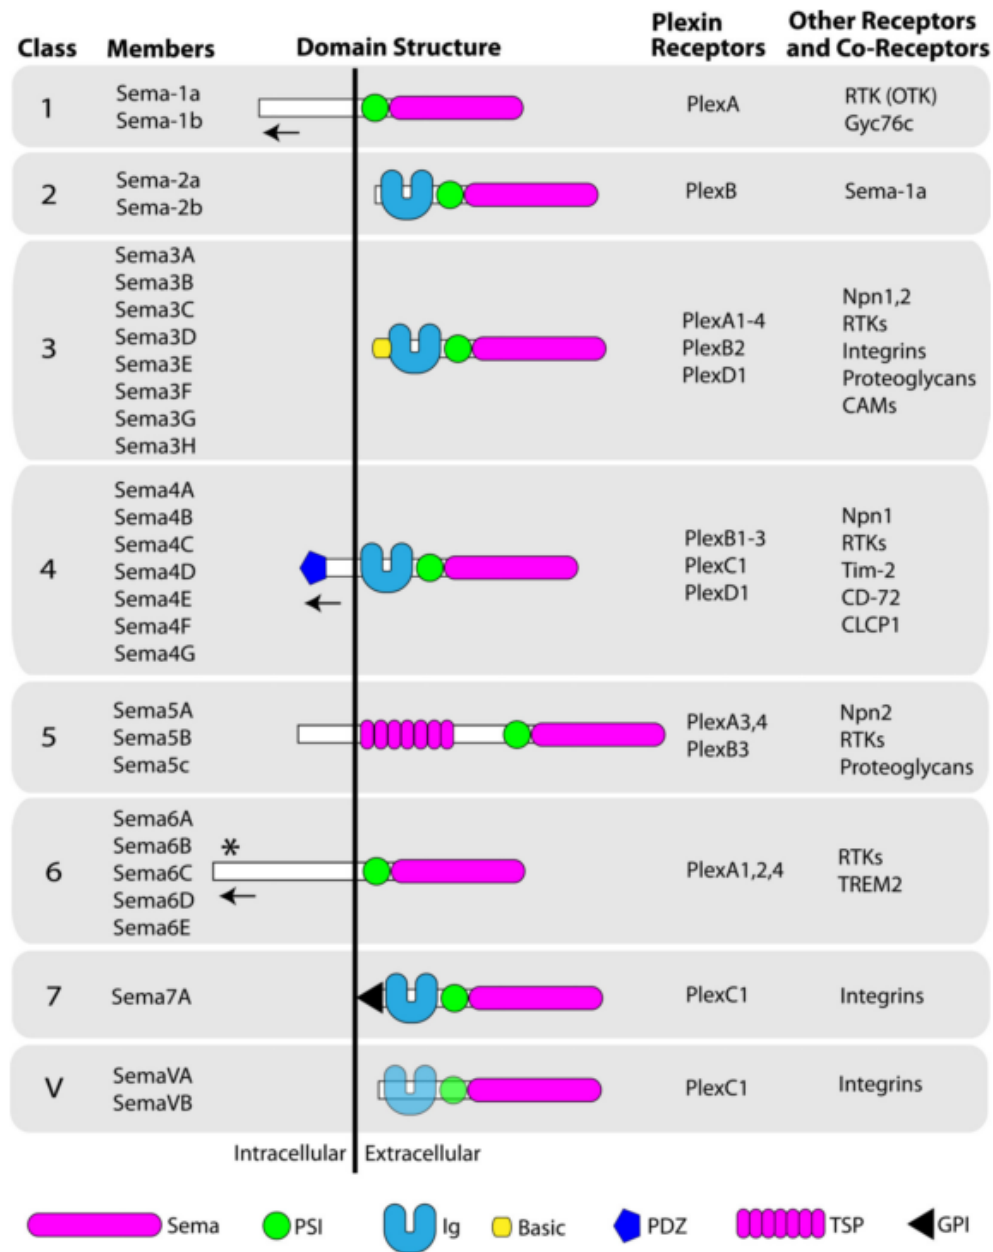 Class Members Domain Structure Plexin Receptors Other Receptors and Co-Receptors
1
Sema-1a
Sema-1b
PlexA
RTK (OTK)
Gyc76c
2
Sema-2a
Sema-2b
PlexB
Sema-1a
3
Sema3A
Sema3B
Sema3C
Sema3D
Sema3E
Sema3F
Sema3G
Sema3H
PlexA1-4
PlexB2
PlexD1
Npn1,2
RTKs
Integrins
Proteoglycans
CAMs
4
Sema4A
Sema4B
Sema4C
Sema4D
Sema4E
Sema4F
Sema4G
PlexB1-3
PlexC1
PlexD1
Npn1
RTKs
Tim-2
CD-72
CLCP1
5
Sema5A
Sema5B
Sema5c
PlexA3,4
PlexB3
Npn2
RTKs
Proteoglycans
6
Sema6A
Sema6B
Sema6C
Sema6D
Sema6E
*
PlexA1,2,4
RTKs
TREM2
7
Sema7A
PlexC1
Integrins
V
SemaVA
SemaVB
PlexC1
Integrins
Intracellular Extracellular
Sema PSI Ig Basic PDZ TSP GPI